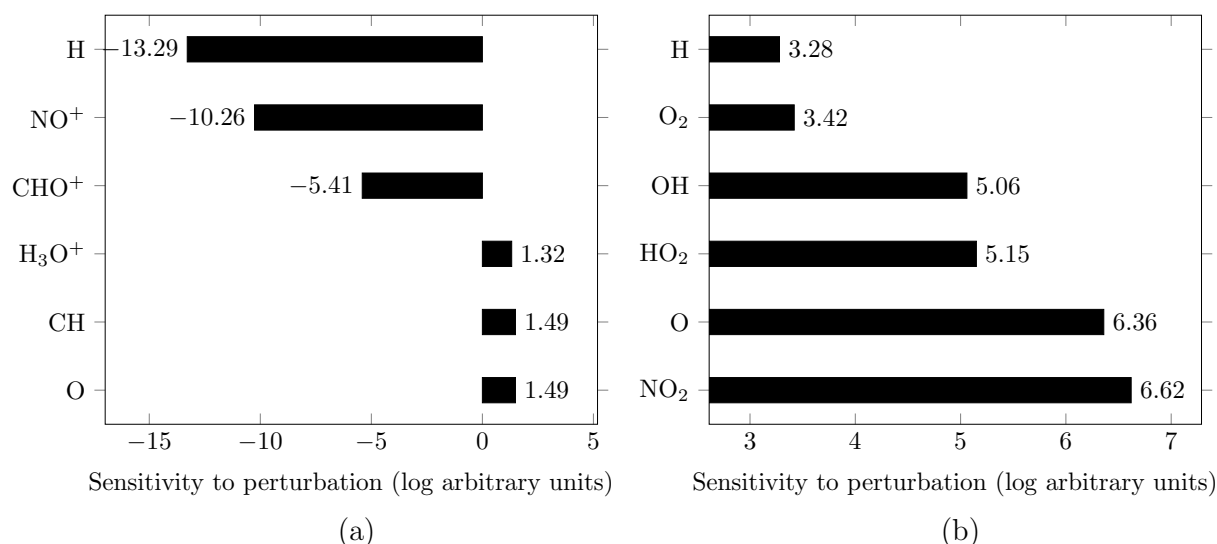 H
−13.29
NO⁺
−10.26
CHO⁺
−5.41
H₃O⁺
1.32
CH
1.49
O
1.49
−15 −10 −5 0 5
Sensitivity to perturbation (log arbitrary units)
(a)
H
3.28
O₂
3.42
OH
5.06
HO₂
5.15
O
6.36
NO₂
6.62
3 4 5 6 7
Sensitivity to perturbation (log arbitrary units)
(b)